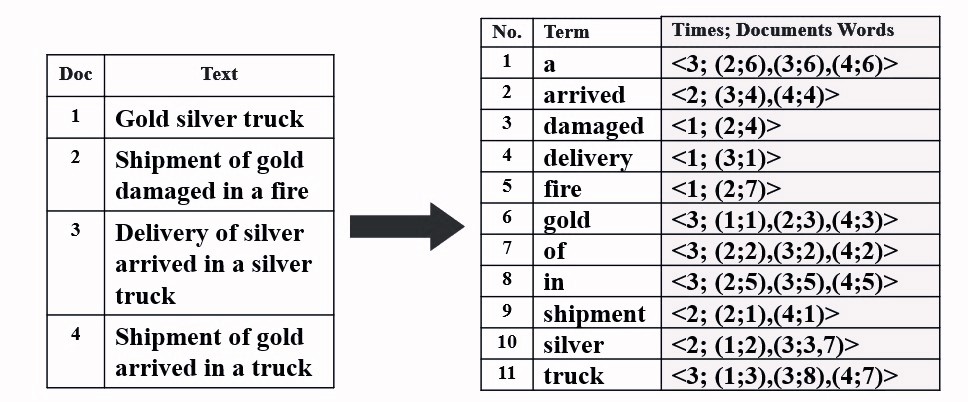 Doc Text
1 Gold silver truck
2 Shipment of gold
damaged in a fire
3 Delivery of silver
arrived in a silver
truck
4 Shipment of gold
arrived in a truck
No. Term Times; Documents Words
1 a <3; (2;6),(3;6),(4;6)>
2 arrived <2; (3;4),(4;4)>
3 damaged <1; (2;4)>
4 delivery <1; (3;1)>
5 fire <1; (2;7)>
6 gold <3; (1;1),(2;3),(4;3)>
7 of <3; (2;2),(3;2),(4;2)>
8 in <3; (2;5),(3;5),(4;5)>
9 shipment <2; (2;1),(4;1)>
10 silver <2; (1;2),(3;3,7)>
11 truck <3; (1;3),(3;8),(4;7)>